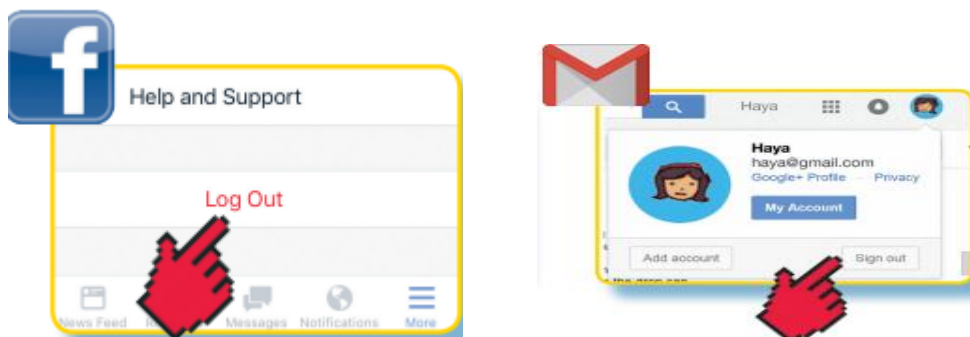 f
Help and Support
Log Out
News Feed
Messages
Notifications
More
Haya
Haya
haya@gmail.com
Google+ Profile
Privacy
My Account
Add account
Sign out